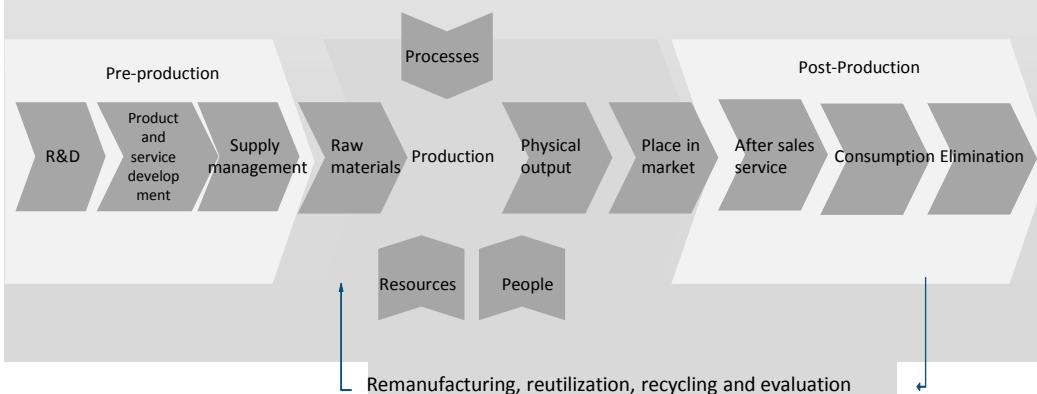 Processes
Pre-production
Post-Production
R&D
Product
and
service
develop
ment
Supply
management
Raw
materials
Production
Physical
output
Place in
market
After sales
service
Consumption
Elimination
Resources
People
Remanufacturing, reutilization, recycling and evaluation